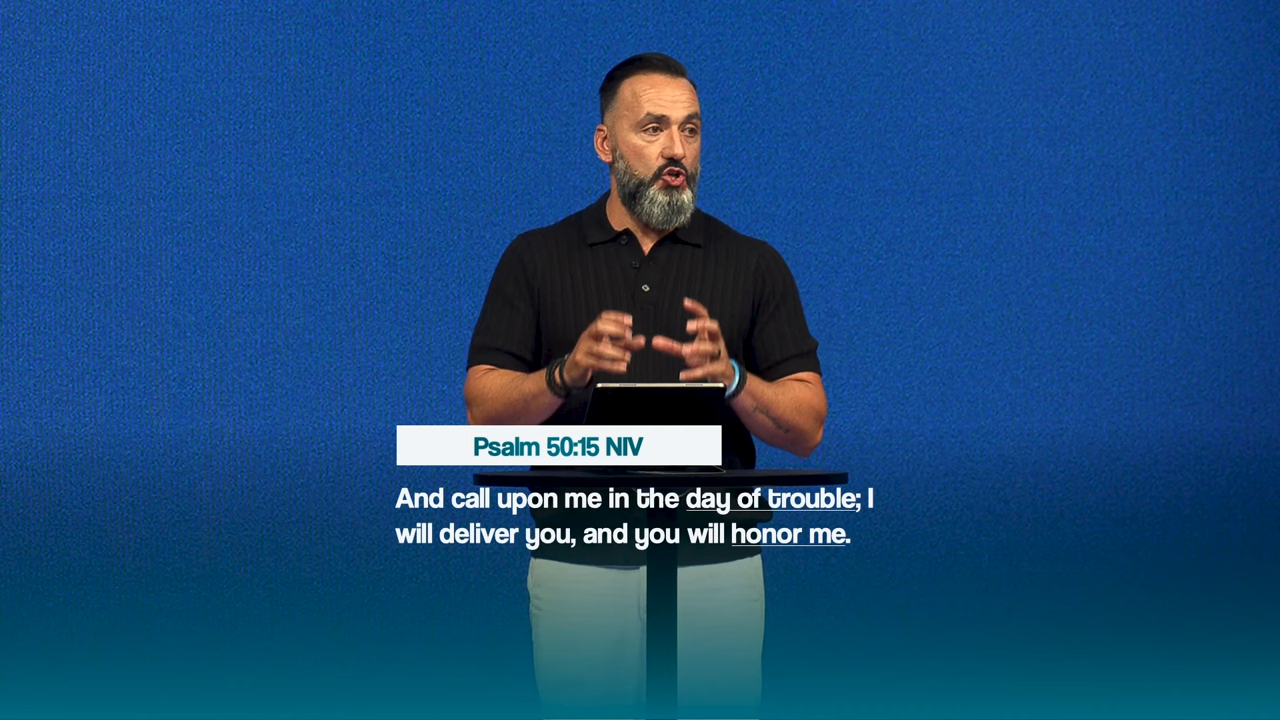 Psalm 50:15 NIV
And call upon me in the day of trouble; I
will deliver you, and you will honor me.